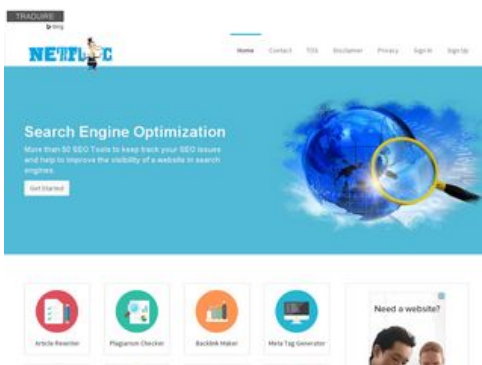 TRADUIRE
bing
NETFL C
Home Contact TOS Disclaimer Privacy Sign In Sign Up
Search Engine Optimization
More than 50 SEO Tools to keep track your SEO issues
and help to improve the visibility of a website in search
engines.
Get Started
Need a website?
Article Rewriter Plagiarism Checker Backlink Maker Meta Tag Generator